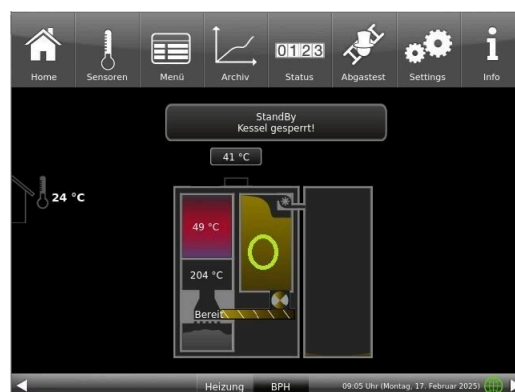 Home
Sensoren
Menü
Archiv
0123
Status
Abgastest
Settings
i
Info
StandBy
Kessel gesperrt!
41 °C
24 °C
49 °C
204 °C
Bereit
Heizung
BPH
09:05 Uhr (Montag, 17. Februar 2025)